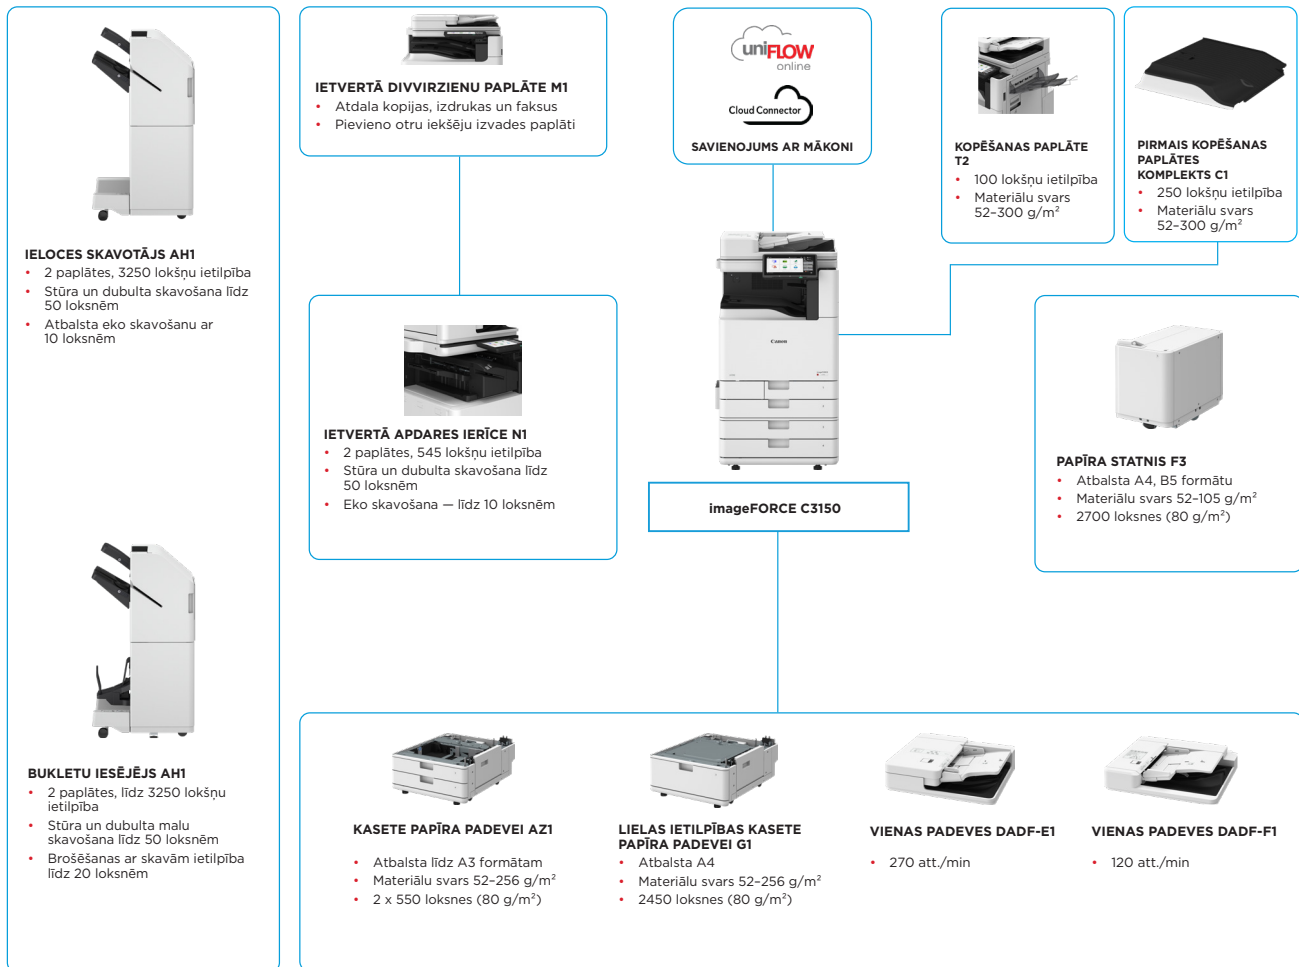 IELOCES SKAVOTĀJS AH1
• 2 paplātes, 3250 lokšņu ietilpība
• Stūra un dubulta skavošana līdz
50 loksnēm
• Atbalsta eko skavošanu ar
10 loksnēm
BUKLETU IESĒJĒJS AH1
• 2 paplātes, līdz 3250 lokšņu
ietilpība
• Stūra un dubulta malu
skavošana līdz 50 loksnēm
• Brošēšanas ar skavām ietilpība
līdz 20 loksnēm
IETVERTĀ DIVVIRZIENU PAPLĀTE M1
• Atdala kopijas, izdrukas un faksus
• Pievieno otru iekšēju izvades paplāti
IETVERTĀ APDARES IERĪCE N1
• 2 paplātes, 545 lokšņu ietilpība
• Stūra un dubulta skavošana līdz
50 loksnēm
• Eko skavošana — līdz 10 loksnēm
uniFLOW
online
Cloud Connector
SAVIENOJUMS AR MĀKONI
Canon
imageFORCE C3150
KOPĒŠANAS PAPLĀTE
T2
• 100 lokšņu ietilpība
• Materiālu svars
52–300 g/m²
PIRMAIS KOPĒŠANAS
PAPLĀTES
KOMPLEKTS C1
• 250 lokšņu ietilpība
• Materiālu svars
52–300 g/m²
PAPĪRA STATNIS F3
• Atbalsta A4, B5 formātu
• Materiālu svars 52–105 g/m²
• 2700 loksnes (80 g/m²)
KASETE PAPĪRA PADEVEI AZ1
• Atbalsta līdz A3 formātam
• Materiālu svars 52–256 g/m²
• 2 x 550 loksnes (80 g/m²)
LIELAS IETILPĪBAS KASETE
PAPĪRA PADEVEI G1
• Atbalsta A4
• Materiālu svars 52–256 g/m²
• 2450 loksnes (80 g/m²)
VIENAS PADEVES DADF-E1
• 270 att./min
VIENAS PADEVES DADF-F1
• 120 att./min